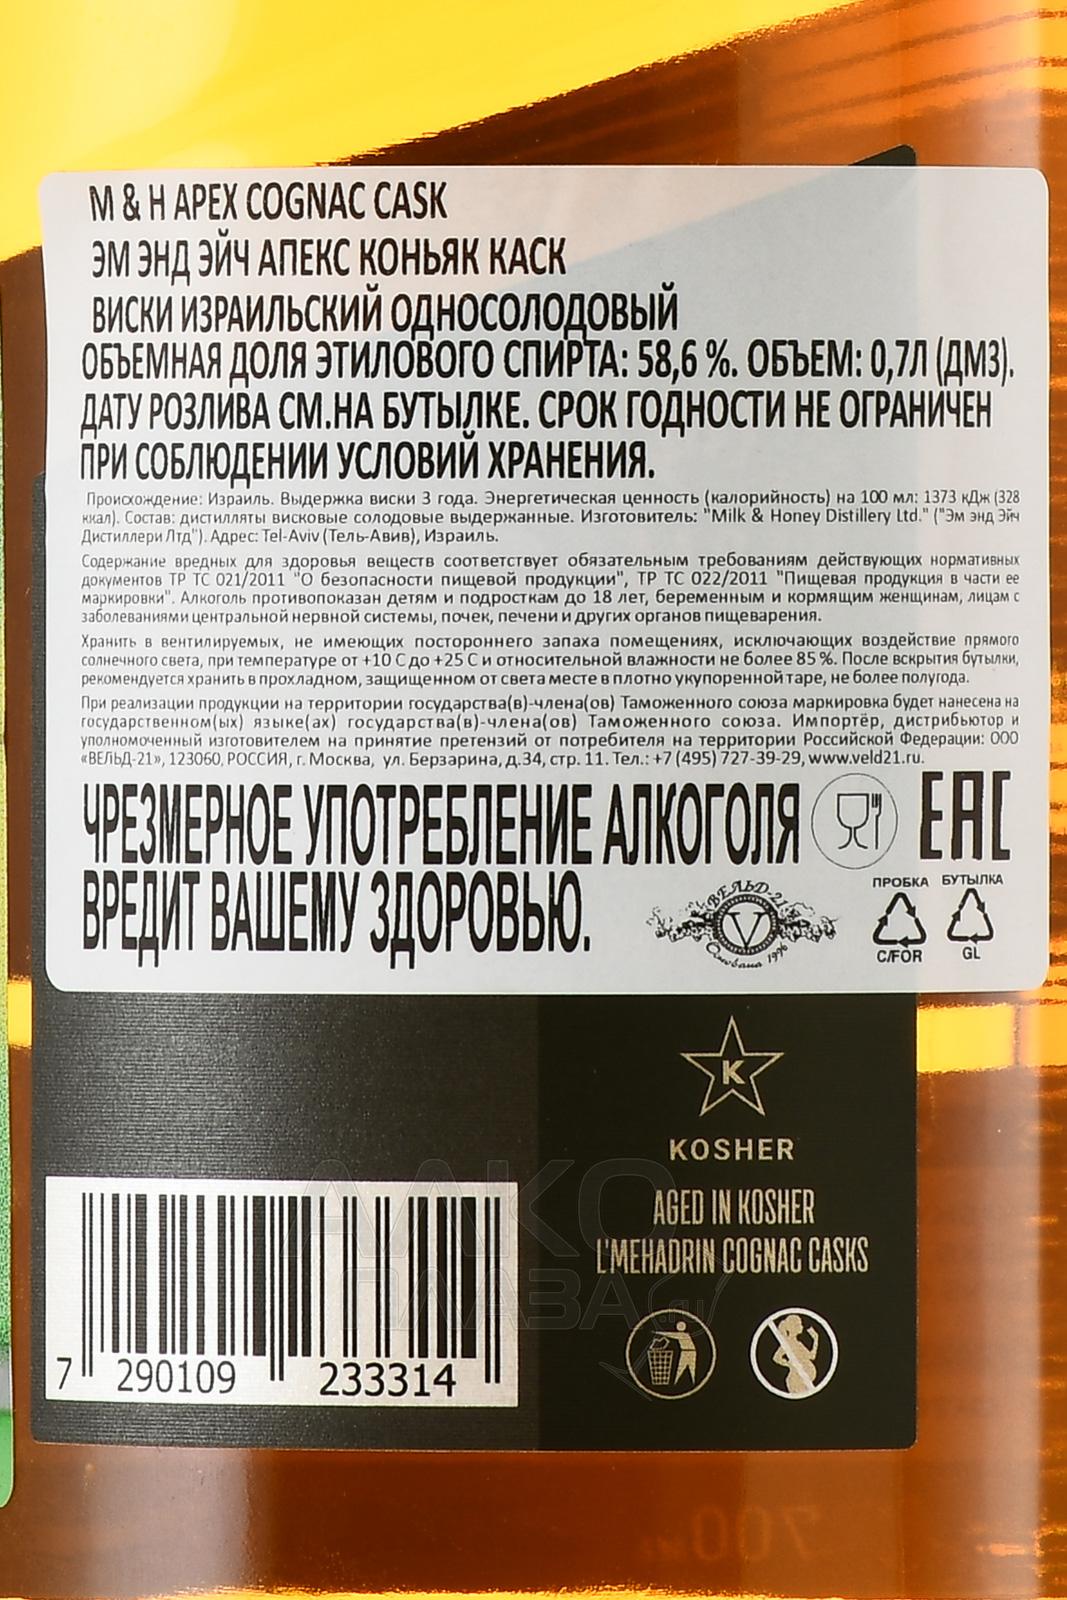 M & H APEX COGNAC CASK
ЭМ ЭНД ЭЙЧ АПЕКС КОНЬЯК КАСК
ВИСКИ ИЗРАИЛЬСКИЙ ОДНОСОЛОДОВЫЙ
ОБЪЕМНАЯ ДОЛЯ ЭТИЛОВОГО СПИРТА: 58,6 %. ОБЪЕМ: 0,7Л (ДМ3).
ДАТУ РОЗЛИВА СМ.НА БУТЫЛКЕ. СРОК ГОДНОСТИ НЕ ОГРАНИЧЕН
ПРИ СОБЛЮДЕНИИ УСЛОВИЙ ХРАНЕНИЯ.
Происхождение: Израиль. Выдержка виски 3 года. Энергетическая ценность (калорийность) на 100 мл: 1373 кДж (328
ккал). Состав: дистилляты висковые солодовые выдержанные. Изготовитель: "Milk & Honey Distillery Ltd." ("Эм энд Эйч
Дистиллери Лтд"). Адрес: Tel-Aviv (Тель-Авив), Израиль.
Содержание вредных для здоровья веществ соответствует обязательным требованиям действующих нормативных
документов ТР ТС 021/2011 "О безопасности пищевой продукции", ТР ТС 022/2011 "Пищевая продукция в части ее
маркировки". Алкоголь противопоказан детям и подросткам до 18 лет, беременным и кормящим женщинам, лицам с
заболеваниями центральной нервной системы, почек, печени и других органов пищеварения.
Хранить в вентилируемых, не имеющих постороннего запаха помещениях, исключающих воздействие прямого
солнечного света, при температуре от +10 С до +25 С и относительной влажности не более 85 %. После вскрытия бутылки,
рекомендуется хранить в прохладном, защищенном от света месте в плотно укупоренной таре, не более полугода.
При реализации продукции на территории государства(в)-члена(ов) Таможенного союза маркировка будет нанесена на
государственном(ых) языке(ах) государства(в)-члена(ов) Таможенного союза. Импортёр, дистрибьютор и
уполномоченный изготовителем на принятие претензий от потребителя на территории Российской Федерации: ООО
«ВЕЛЬД-21», 123060, РОССИЯ, г. Москва, ул. Берзарина, д.34, стр. 11. Тел.: +7 (495) 727-39-29, www.veld21.ru.
ЧРЕЗМЕРНОЕ УПОТРЕБЛЕНИЕ АЛКОГОЛЯ
ВРЕДИТ ВАШЕМУ ЗДОРОВЬЮ.
EAC
ВЕЛЬД-21
V
Основана 1996
ПРОБКА БУТЫЛКА
C/FOR GL
K
KOSHER
AGED IN KOSHER
L'MEHADRIN COGNAC CASKS
7 290109 233314
АЛКО
ПЛАЗА.ru
700